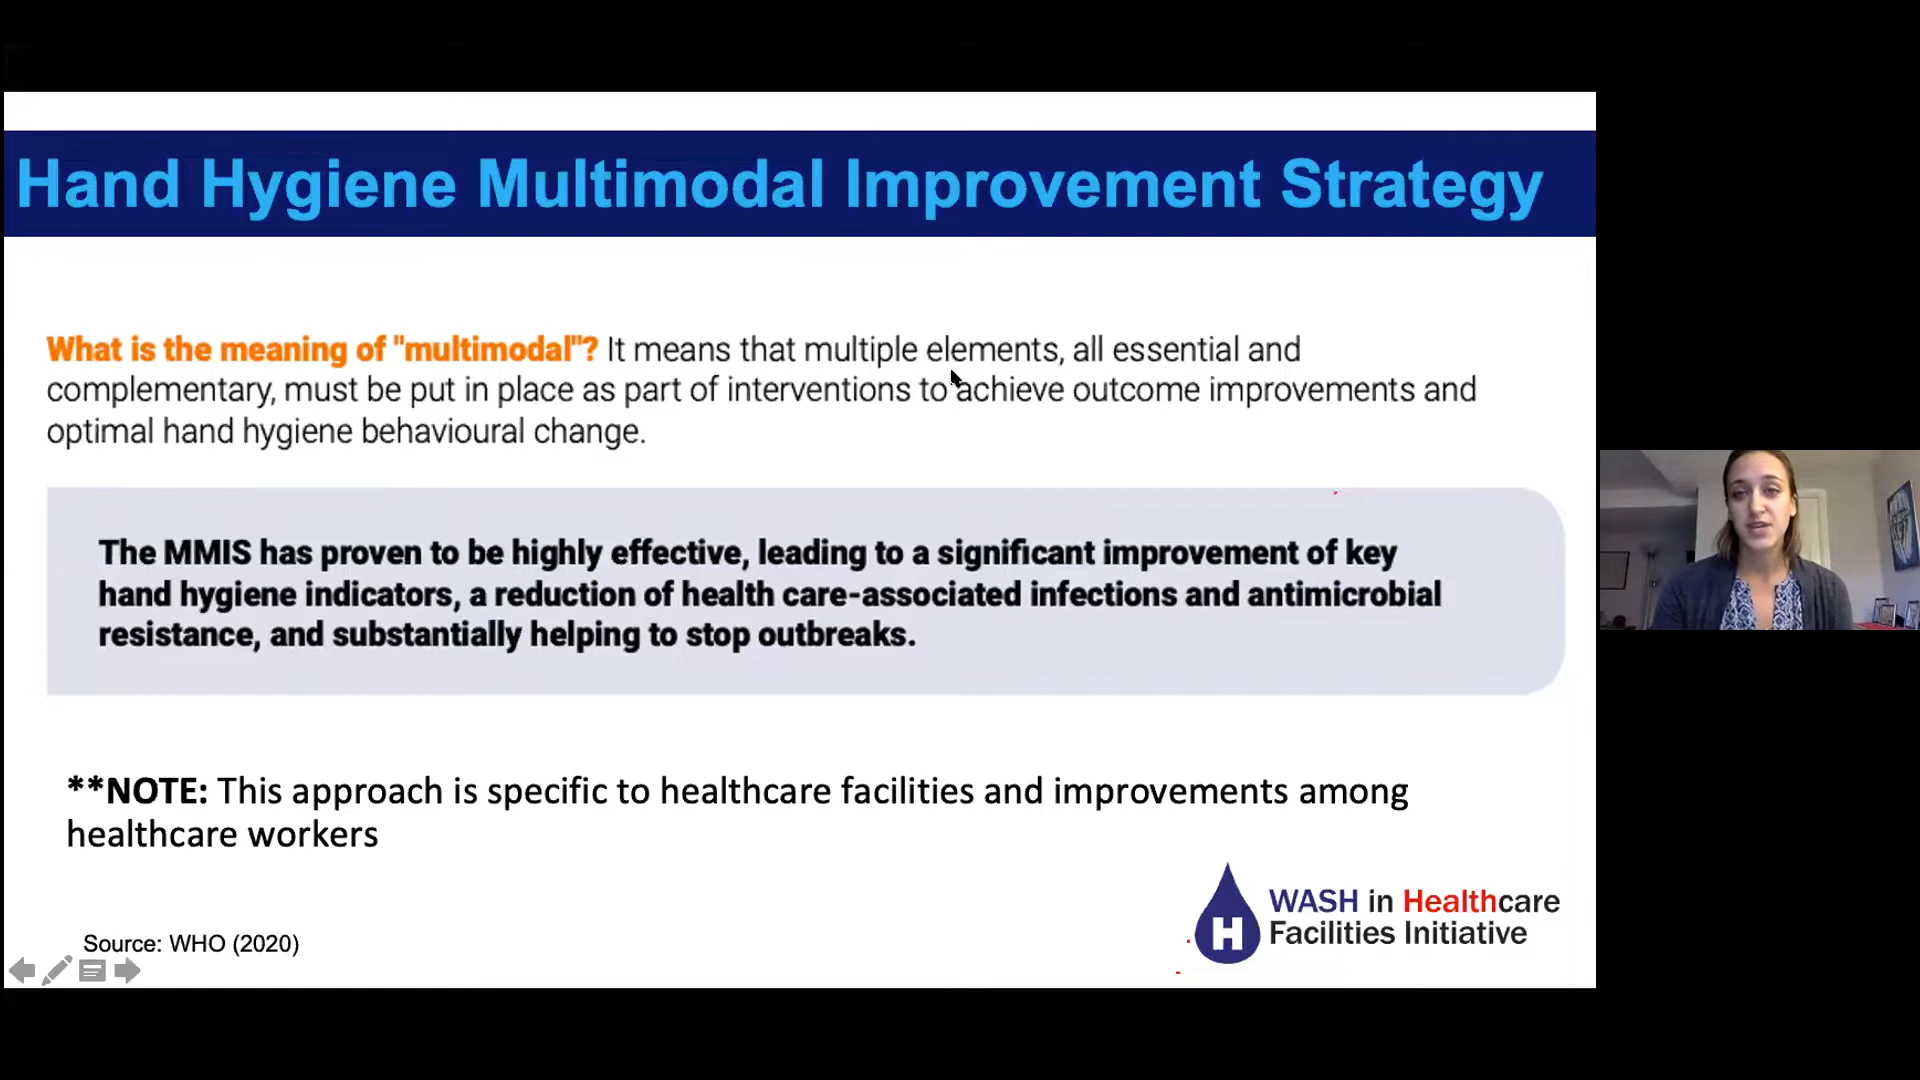 Hand Hygiene Multimodal Improvement Strategy
What is the meaning of "multimodal"? It means that multiple elements, all essential and
complementary, must be put in place as part of interventions to achieve outcome improvements and
optimal hand hygiene behavioural change.
The MMIS has proven to be highly effective, leading to a significant improvement of key
hand hygiene indicators, a reduction of health care-associated infections and antimicrobial
resistance, and substantially helping to stop outbreaks.
**NOTE: This approach is specific to healthcare facilities and improvements among
healthcare workers
H
WASH in Healthcare
Facilities Initiative
Source: WHO (2020)